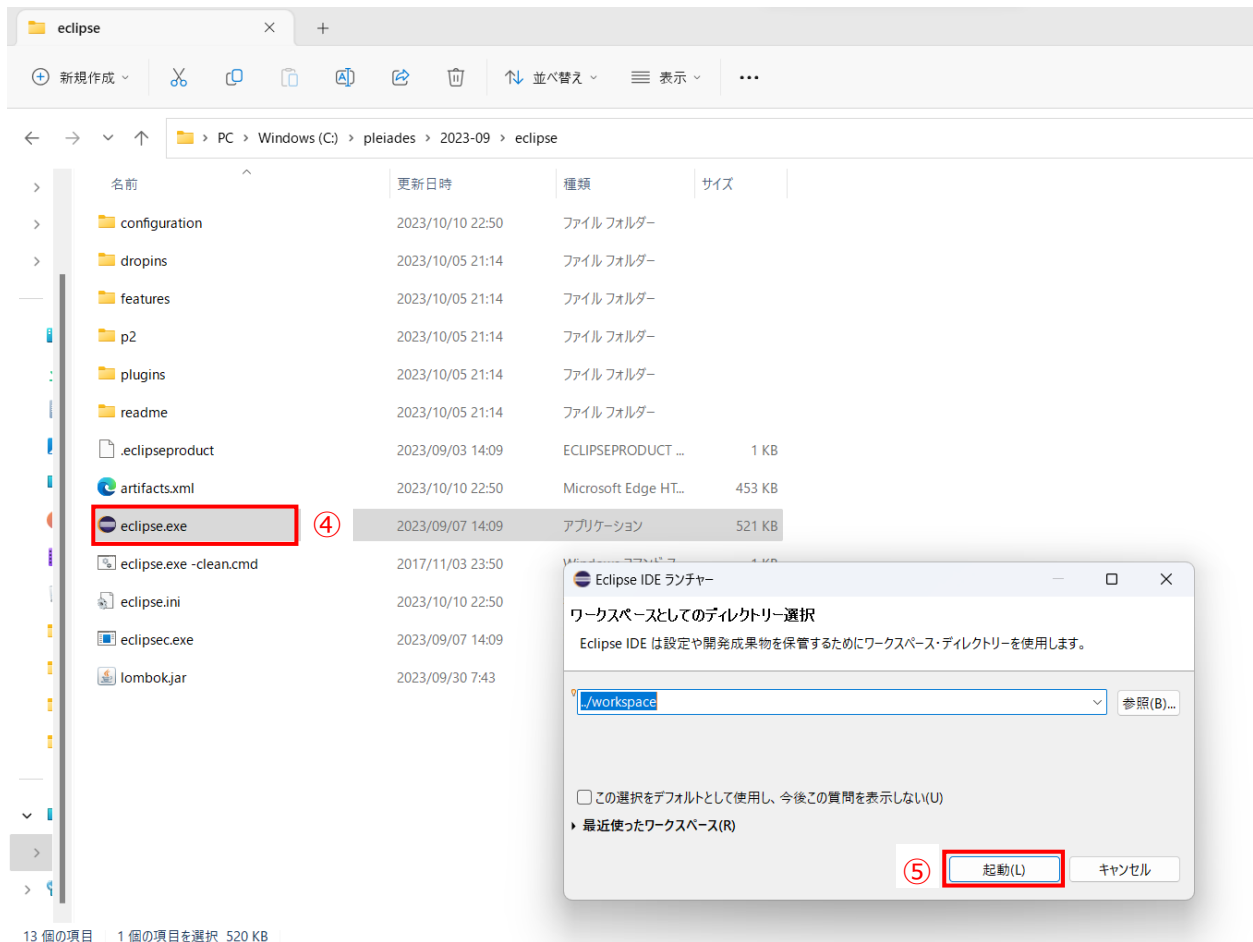 eclipse
新規作成
並べ替え
表示
PC > Windows (C:) > pleiades > 2023-09 > eclipse
名前 更新日時 種類 サイズ
configuration 2023/10/10 22:50 ファイル フォルダー
dropins 2023/10/05 21:14 ファイル フォルダー
features 2023/10/05 21:14 ファイル フォルダー
p2 2023/10/05 21:14 ファイル フォルダー
plugins 2023/10/05 21:14 ファイル フォルダー
readme 2023/10/05 21:14 ファイル フォルダー
.eclipseproduct 2023/09/03 14:09 ECLIPSEPRODUCT ... 1 KB
artifacts.xml 2023/10/10 22:50 Microsoft Edge HT... 453 KB
eclipse.exe ④ 2023/09/07 14:09 アプリケーション 521 KB
eclipse.exe -clean.cmd 2017/11/03 23:50
eclipse.ini 2023/10/10 22:50
eclipsec.exe 2023/09/07 14:09
lombok.jar 2023/09/30 7:43
Eclipse IDE ランチャー
ワークスペースとしてのディレクトリー選択
Eclipse IDE は設定や開発成果物を保管するためにワークスペース・ディレクトリーを使用します。
../workspace 参照(B)...
この選択をデフォルトとして使用し、今後この質問を表示しない(U)
最近使ったワークスペース(R)
⑤ 起動(L) キャンセル
13 個の項目 1 個の項目を選択 520 KB